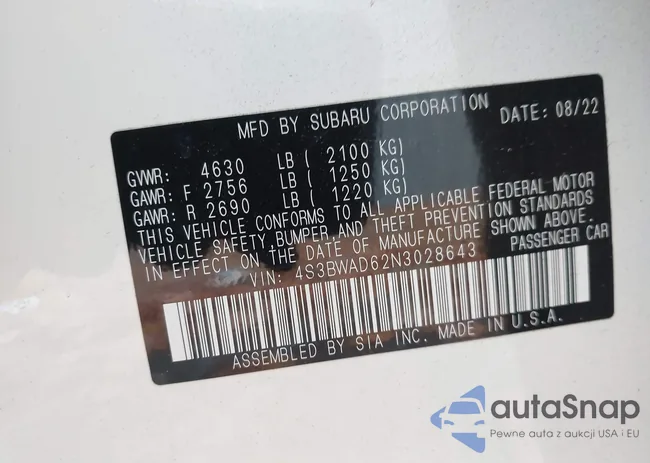 MFD BY SUBARU CORPORATION DATE: 08/22
GVWR: 4630 LB ( 2100 KG)
GAWR: F 2756 LB ( 1250 KG)
GAWR: R 2690 LB ( 1220 KG)
THIS VEHICLE CONFORMS TO ALL APPLICABLE FEDERAL MOTOR
VEHICLE SAFETY,BUMPER,AND THEFT PREVENTION STANDARDS
IN EFFECT ON THE DATE OF MANUFACTURE SHOWN ABOVE.
VIN: 4S3BWAD62N3028643 PASSENGER CAR
ASSEMBLED BY SIA INC. MADE IN U.S.A.
autaSnap
Pewne auta z aukcji USA i EU